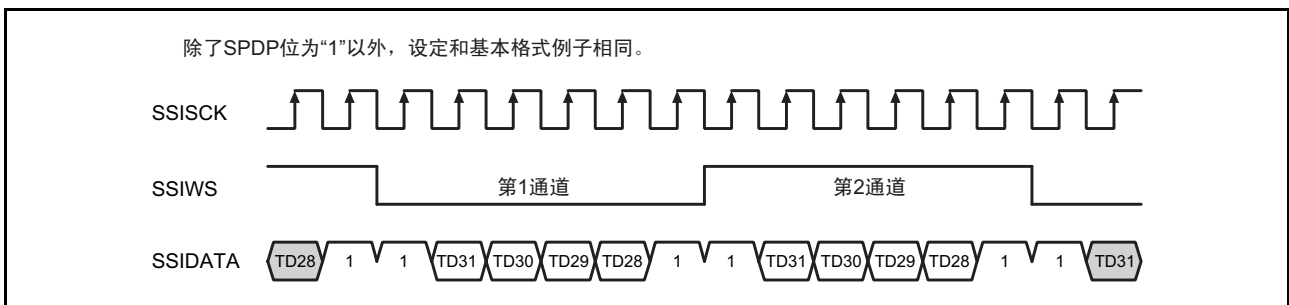 除了SPDP位为“1”以外，设定和基本格式例子相同。
SSISCK
SSIWS 第1通道 第2通道
SSIDATA TD28 1 1 TD31 TD30 TD29 TD28 1 1 TD31 TD30 TD29 TD28 1 1 TD31